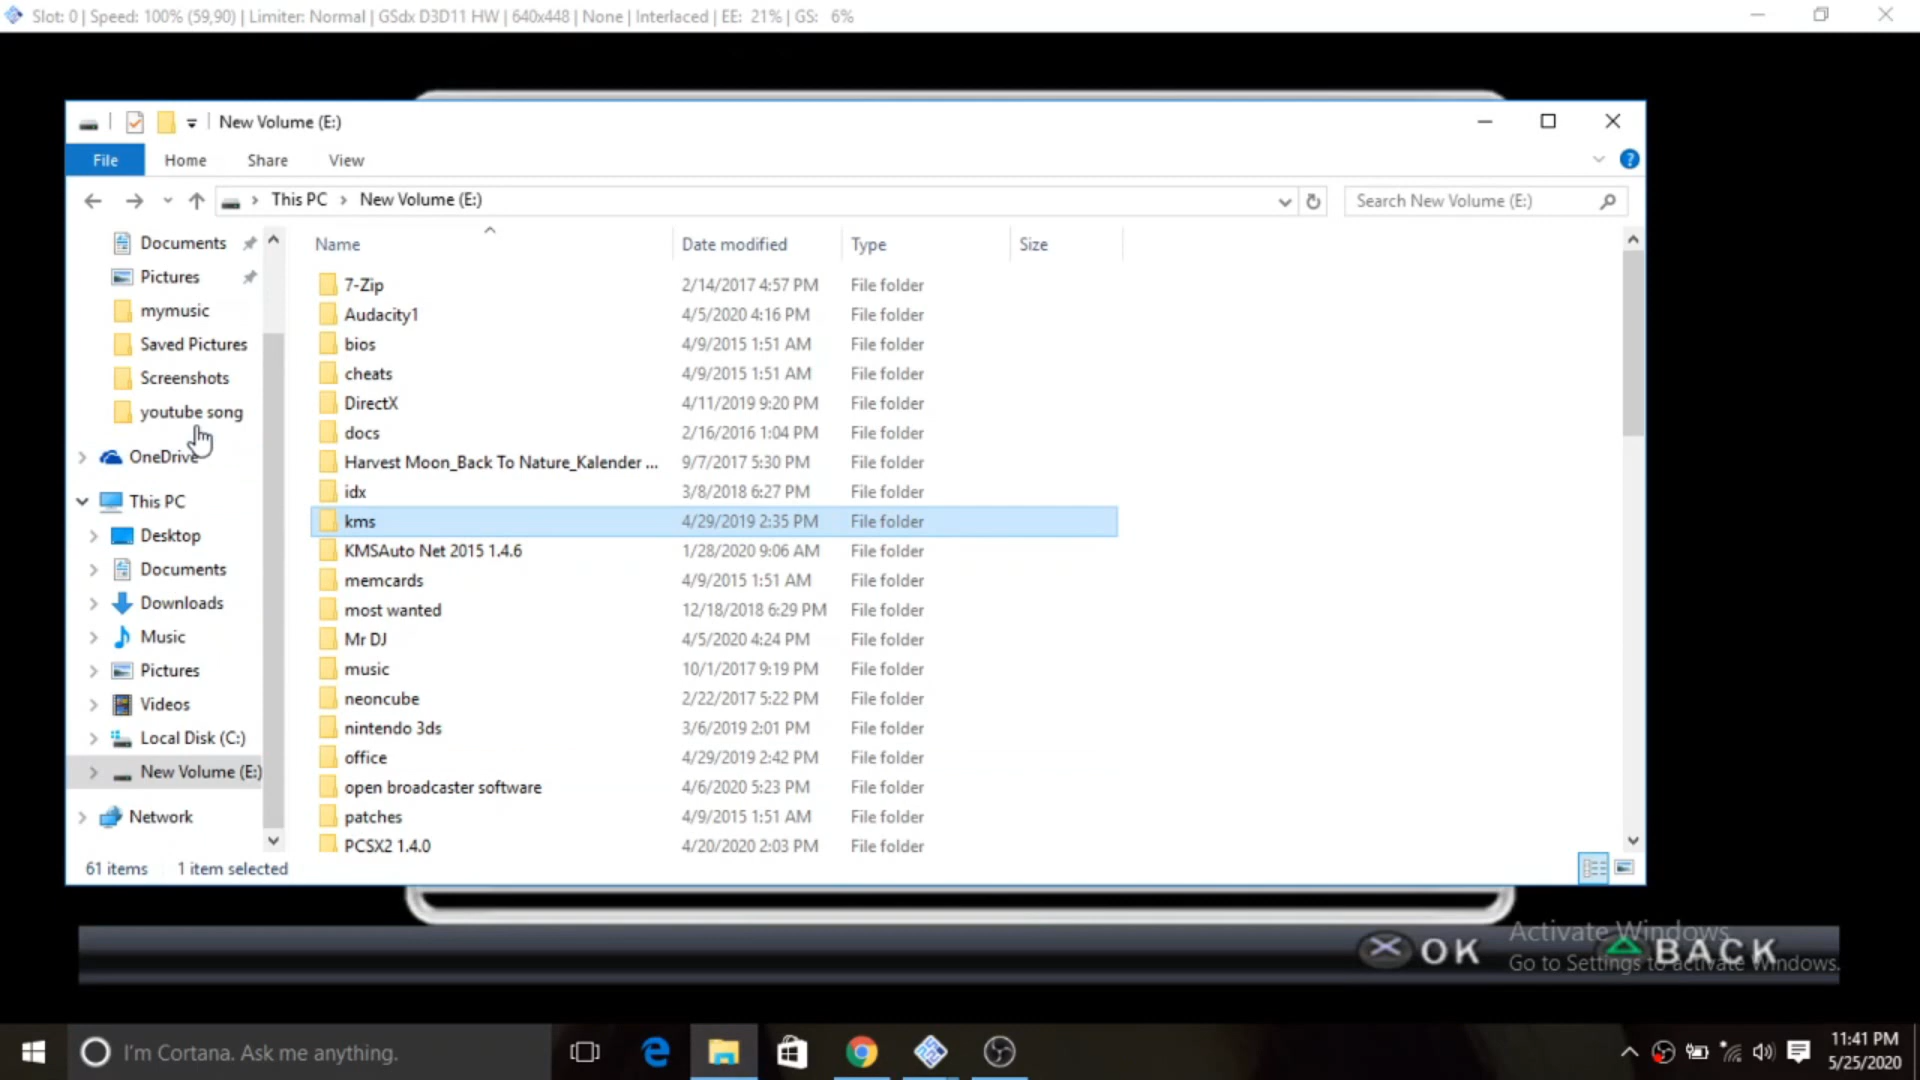 Slot: 0 | Speed: 100% (59,90) | Limiter: Normal | GSdx D3D11 HW | 640x448 | None | Interlaced | EE: 21% | GS: 6%
New Volume (E:)
File Home Share View
This PC > New Volume (E:)
Search New Volume (E:)
Documents
Pictures
mymusic
Saved Pictures
Screenshots
youtube song
OneDrive
This PC
Desktop
Documents
Downloads
Music
Pictures
Videos
Local Disk (C:)
New Volume (E:)
Network
Name Date modified Type Size
7-Zip 2/14/2017 4:57 PM File folder
Audacity1 4/5/2020 4:16 PM File folder
bios 4/9/2015 1:51 AM File folder
cheats 4/9/2015 1:51 AM File folder
DirectX 4/11/2019 9:20 PM File folder
docs 2/16/2016 1:04 PM File folder
Harvest Moon_Back To Nature_Kalender ... 9/7/2017 5:30 PM File folder
idx 3/8/2018 6:27 PM File folder
kms 4/29/2019 2:35 PM File folder
KMSAuto Net 2015 1.4.6 1/28/2020 9:06 AM File folder
memcards 4/9/2015 1:51 AM File folder
most wanted 12/18/2018 6:29 PM File folder
Mr DJ 4/5/2020 4:24 PM File folder
music 10/1/2017 9:19 PM File folder
neoncube 2/22/2017 5:22 PM File folder
nintendo 3ds 3/6/2019 2:01 PM File folder
office 4/29/2019 2:42 PM File folder
open broadcaster software 4/6/2020 5:23 PM File folder
patches 4/9/2015 1:51 AM File folder
PCSX2 1.4.0 4/20/2020 2:03 PM File folder
61 items 1 item selected
OK BACK
Activate Windows
Go to Settings to activate Windows.
I'm Cortana. Ask me anything.
11:41 PM
5/25/2020